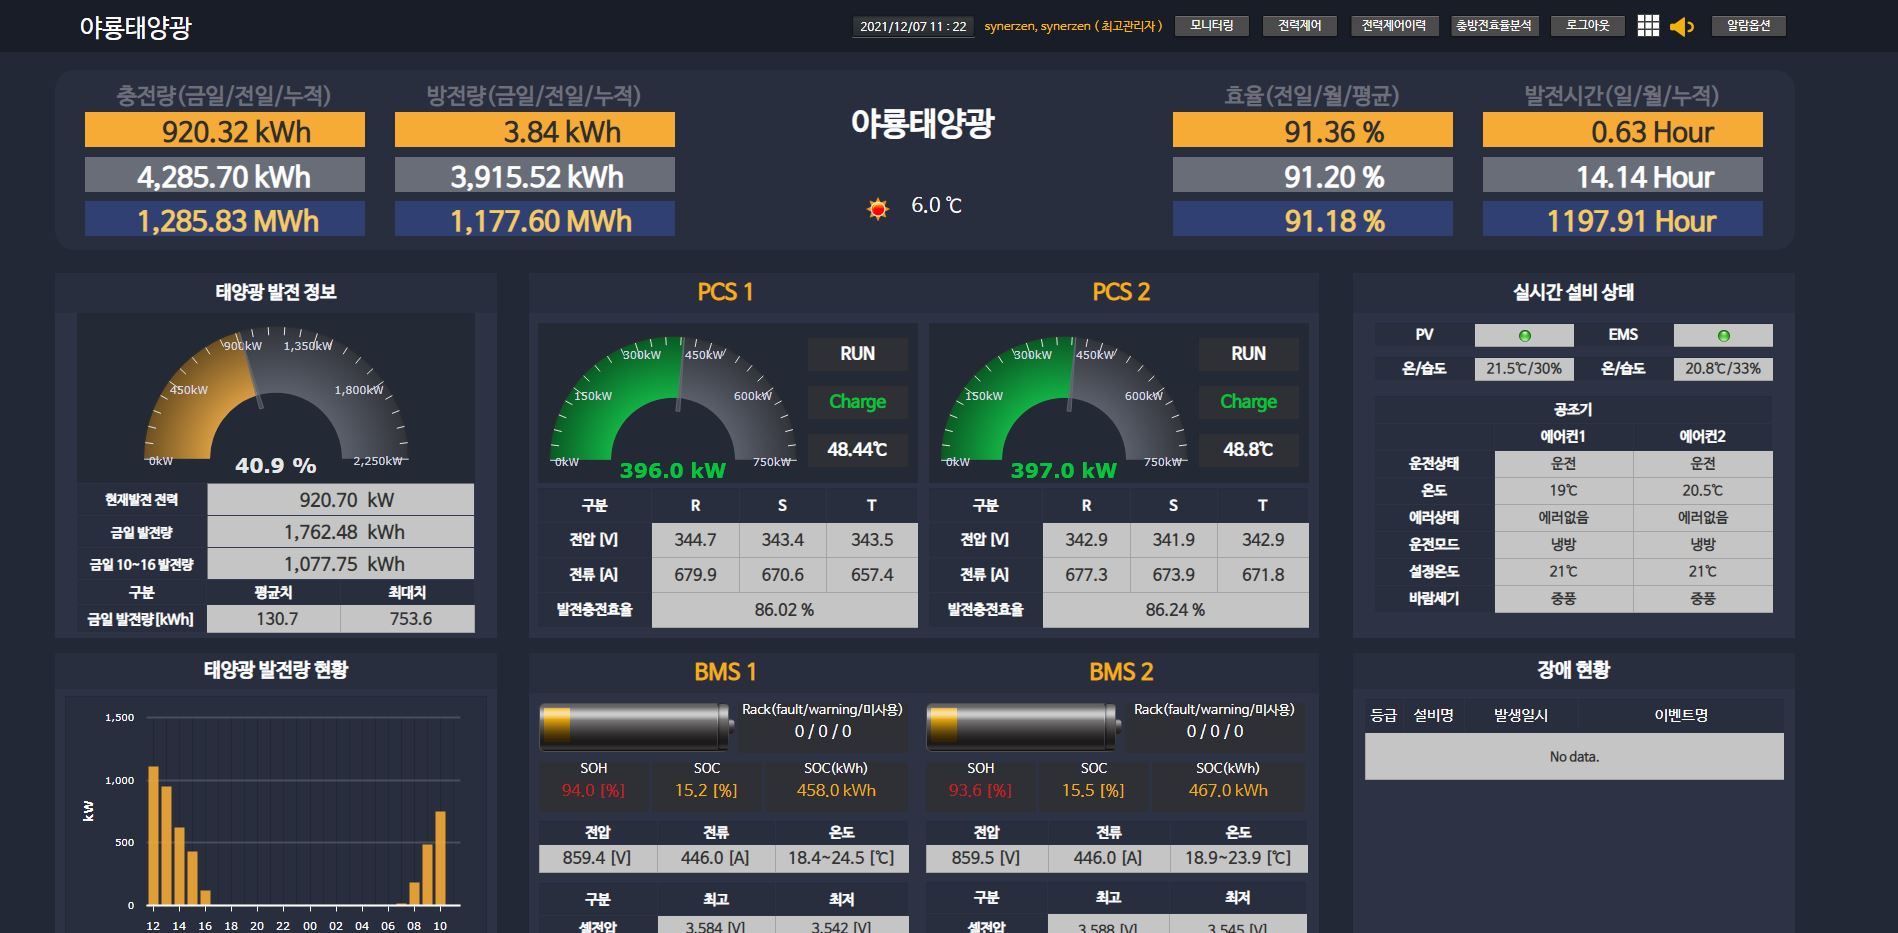 야룡태양광
2021/12/07 11 : 22 synerzen, synerzen ( 최고관리자 ) 모니터링 전력제어 전력제어이력 충방전효율분석 로그아웃 알람옵션
충전량(금일/전일/누적)
920.32 kWh
4,285.70 kWh
1,285.83 MWh
방전량(금일/전일/누적)
3.84 kWh
3,915.52 kWh
1,177.60 MWh
야룡태양광
6.0 ℃
효율(전일/월/평균)
91.36 %
91.20 %
91.18 %
발전시간(일/월/누적)
0.63 Hour
14.14 Hour
1197.91 Hour
태양광 발전 정보
0kW 450kW 900kW 1,350kW 1,800kW 2,250kW
40.9 %
현재발전 전력 920.70 kW
금일 발전량 1,762.48 kWh
금일 10~16 발전량 1,077.75 kWh
구분 평균치 최대치
금일 발전량[kWh] 130.7 753.6
PCS 1
0kW 150kW 300kW 450kW 600kW 750kW
396.0 kW
RUN
Charge
48.44℃
구분 R S T
전압 [V] 344.7 343.4 343.5
전류 [A] 679.9 670.6 657.4
발전충전효율 86.02 %
PCS 2
0kW 150kW 300kW 450kW 600kW 750kW
397.0 kW
RUN
Charge
48.8℃
구분 R S T
전압 [V] 342.9 341.9 342.9
전류 [A] 677.3 673.9 671.8
발전충전효율 86.24 %
실시간 설비 상태
PV EMS
온/습도 21.5℃/30% 온/습도 20.8℃/33%
공조기
에어컨1 에어컨2
운전상태 운전 운전
온도 19℃ 20.5℃
에러상태 에러없음 에러없음
운전모드 냉방 냉방
설정온도 21℃ 21℃
바람세기 중풍 중풍
태양광 발전량 현황
1,500
1,000
kW
500
0
12 14 16 18 20 22 00 02 04 06 08 10
BMS 1
Rack(fault/warning/미사용)
0 / 0 / 0
SOH SOC SOC(kWh)
94.0 [%] 15.2 [%] 458.0 kWh
전압 전류 온도
859.4 [V] 446.0 [A] 18.4~24.5 [℃]
구분 최고 최저
셀전압 3.584 [V] 3.542 [V]
BMS 2
Rack(fault/warning/미사용)
0 / 0 / 0
SOH SOC SOC(kWh)
93.6 [%] 15.5 [%] 467.0 kWh
전압 전류 온도
859.5 [V] 446.0 [A] 18.9~23.9 [℃]
구분 최고 최저
셀전압 3.588 [V] 3.545 [V]
장애 현황
등급 설비명 발생일시 이벤트명
No data.